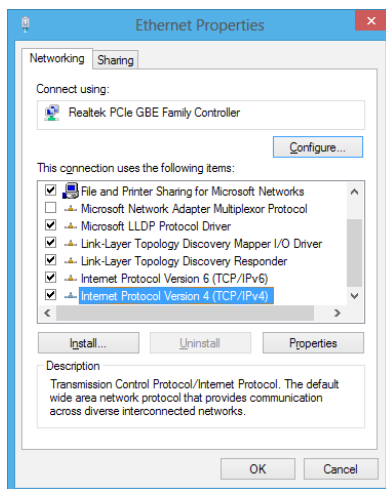 Ethernet Properties
Networking
Sharing
Connect using:
Realtek PCIe GBE Family Controller
Configure...
This connection uses the following items:
File and Printer Sharing for Microsoft Networks
Microsoft Network Adapter Multiplexor Protocol
Microsoft LLDP Protocol Driver
Link-Layer Topology Discovery Mapper I/O Driver
Link-Layer Topology Discovery Responder
Internet Protocol Version 6 (TCP/IPv6)
Internet Protocol Version 4 (TCP/IPv4)
Install...
Uninstall
Properties
Description
Transmission Control Protocol/Internet Protocol. The default
wide area network protocol that provides communication
across diverse interconnected networks.
OK
Cancel